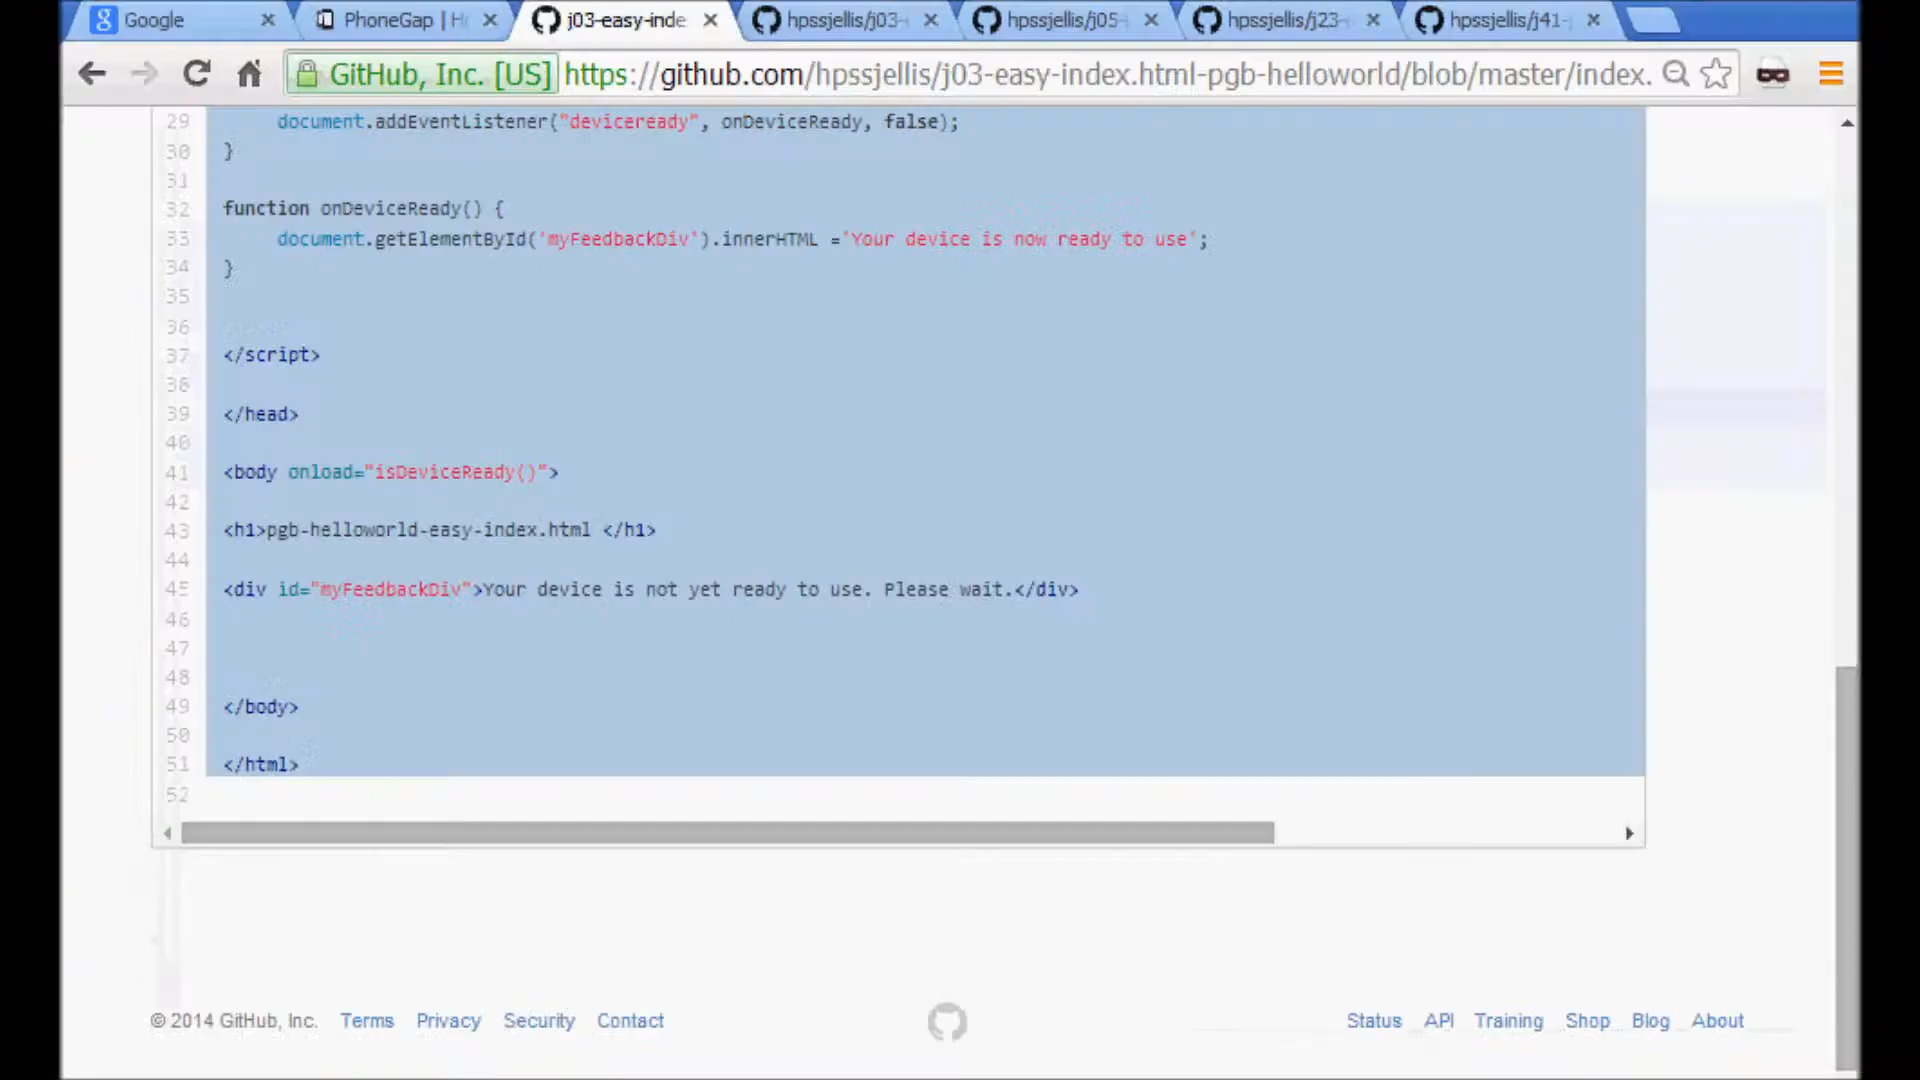 Google
PhoneGap | H
j03-easy-inde
hpssjellis/j03-
hpssjellis/j05-
hpssjellis/j23-
hpssjellis/j41-
GitHub, Inc. [US] https://github.com/hpssjellis/j03-easy-index.html-pgb-helloworld/blob/master/index.
29 document.addEventListener("deviceready", onDeviceReady, false);
30 }
31
32 function onDeviceReady() {
33 document.getElementById('myFeedbackDiv').innerHTML ='Your device is now ready to use';
34 }
35
36
37 </script>
38
39 </head>
40
41 <body onload="isDeviceReady()">
42
43 <h1>pgb-helloworld-easy-index.html </h1>
44
45 <div id="myFeedbackDiv">Your device is not yet ready to use. Please wait.</div>
46
47
48
49 </body>
50
51 </html>
52
© 2014 GitHub, Inc. Terms Privacy Security Contact
Status API Training Shop Blog About